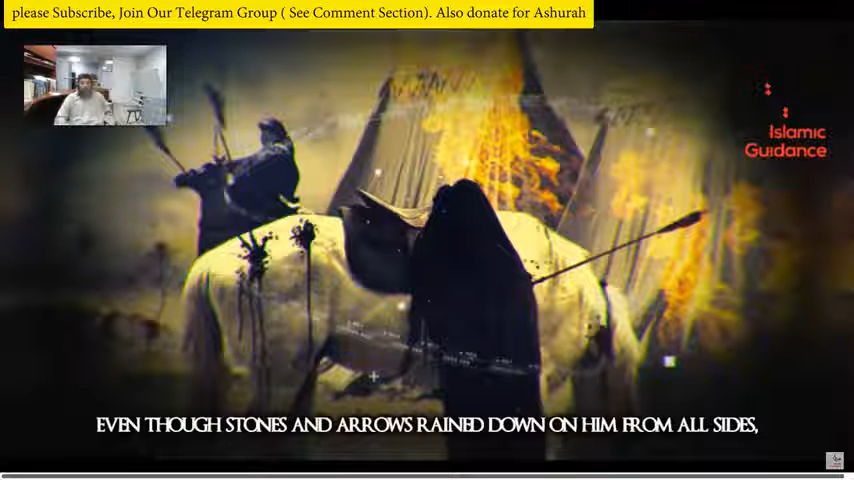 please Subscribe, Join Our Telegram Group ( See Comment Section). Also donate for Ashurah
Islamic
Guidance
EVEN THOUGH STONES AND ARROWS RAINED DOWN ON HIM FROM ALL SIDES,